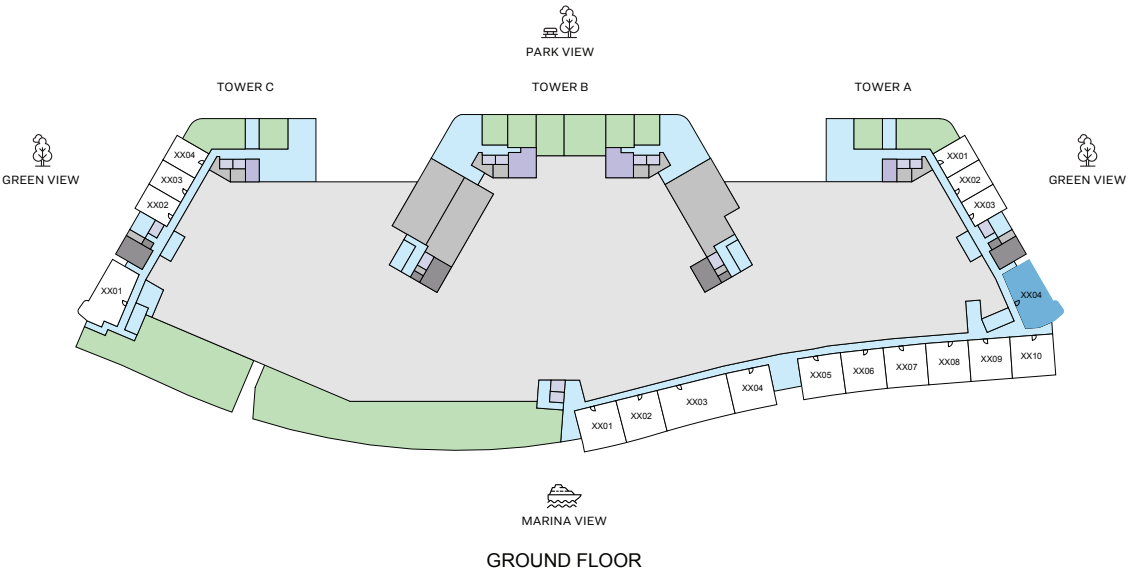 PARK VIEW
TOWER C
TOWER B
TOWER A
GREEN VIEW
GREEN VIEW
XX04
XX03
XX02
XX01
XX01
XX02
XX03
XX04
XX01
XX02
XX03
XX04
XX05
XX06
XX07
XX08
XX09
XX10
MARINA VIEW
GROUND FLOOR